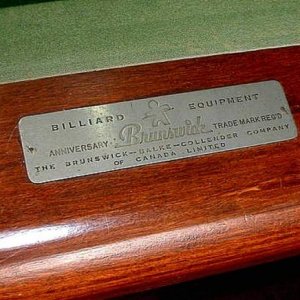 BILLIARD EQUIPMENT
ANNIVERSARY Brunswick TRADE MARK REG'D
THE BRUNSWICK-BALKE-COLLENDER COMPANY
OF CANADA LIMITED